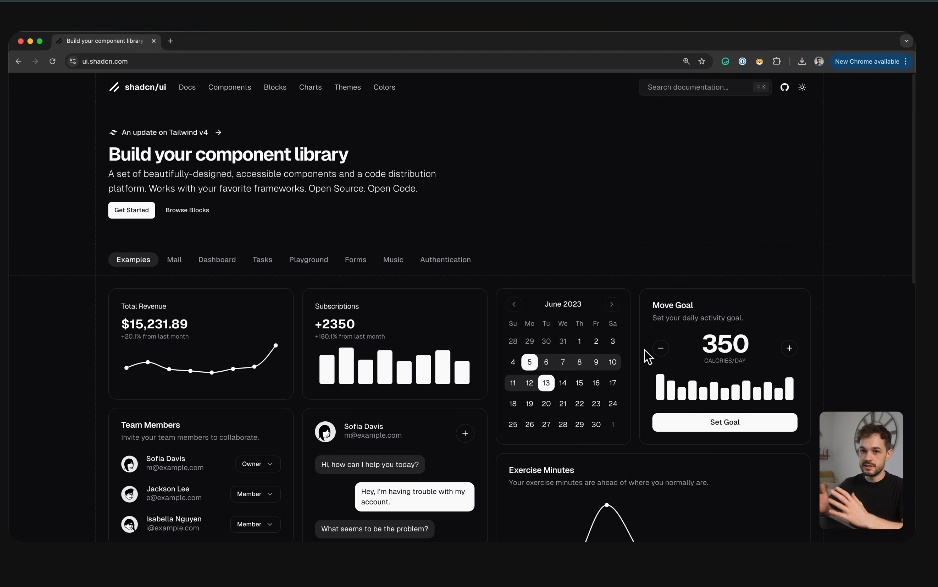 Build your component library
ui.shadcn.com
New Chrome available
shadcn/ui
Docs
Components
Blocks
Charts
Themes
Colors
Search documentation...
⌘ K
An update on Tailwind v4
Build your component library
A set of beautifully-designed, accessible components and a code distribution
platform. Works with your favorite frameworks. Open Source. Open Code.
Get Started
Browse Blocks
Examples
Mail
Dashboard
Tasks
Playground
Forms
Music
Authentication
Total Revenue
$15,231.89
+20.1% from last month
Subscriptions
+2350
+180.1% from last month
June 2023
Su Mo Tu We Th Fr Sa
28 29 30 31 1 2 3
4 5 6 7 8 9 10
11 12 13 14 15 16 17
18 19 20 21 22 23 24
25 26 27 28 29 30 1
Move Goal
Set your daily activity goal.
350
CALORIES/DAY
Set Goal
Team Members
Invite your team members to collaborate.
Sofia Davis
m@example.com
Owner
Jackson Lee
p@example.com
Member
Isabella Nguyen
i@example.com
Member
Sofia Davis
m@example.com
Hi, how can I help you today?
Hey, I'm having trouble with my
account.
What seems to be the problem?
Exercise Minutes
Your exercise minutes are ahead of where you normally are.